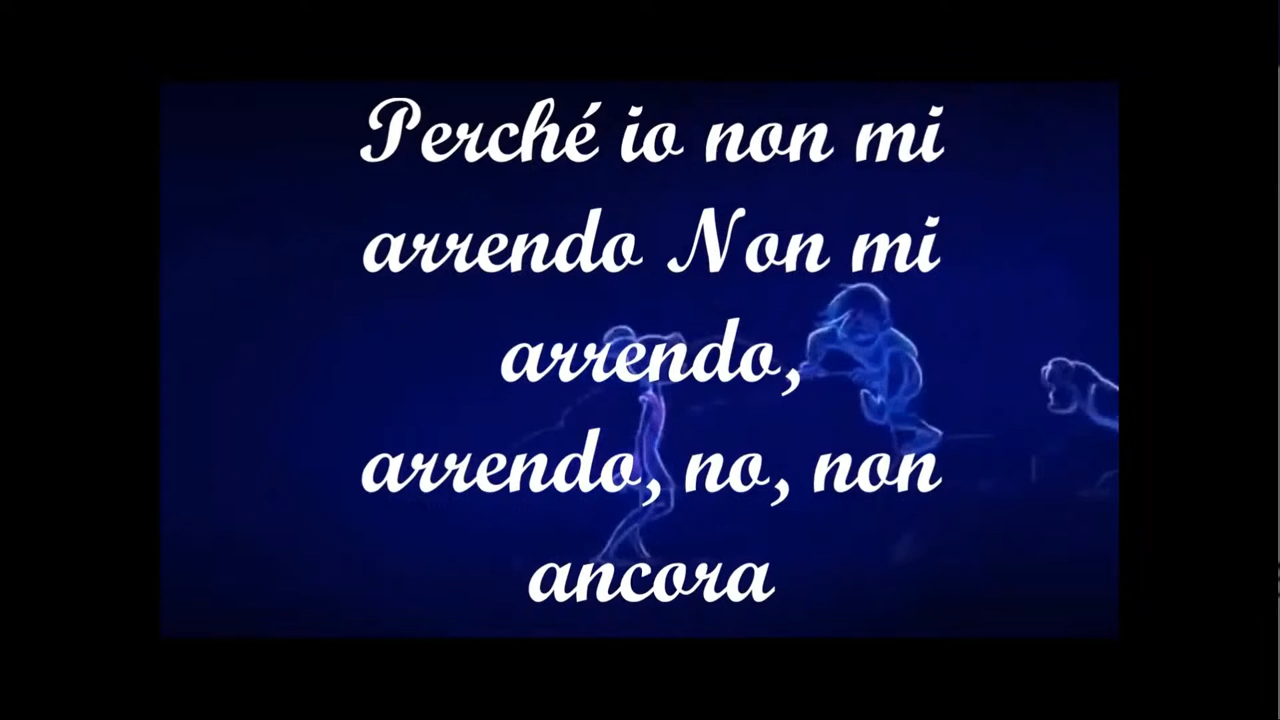 Perché io non mi
arrendo Non mi
arrendo,
arrendo, no, non
ancora